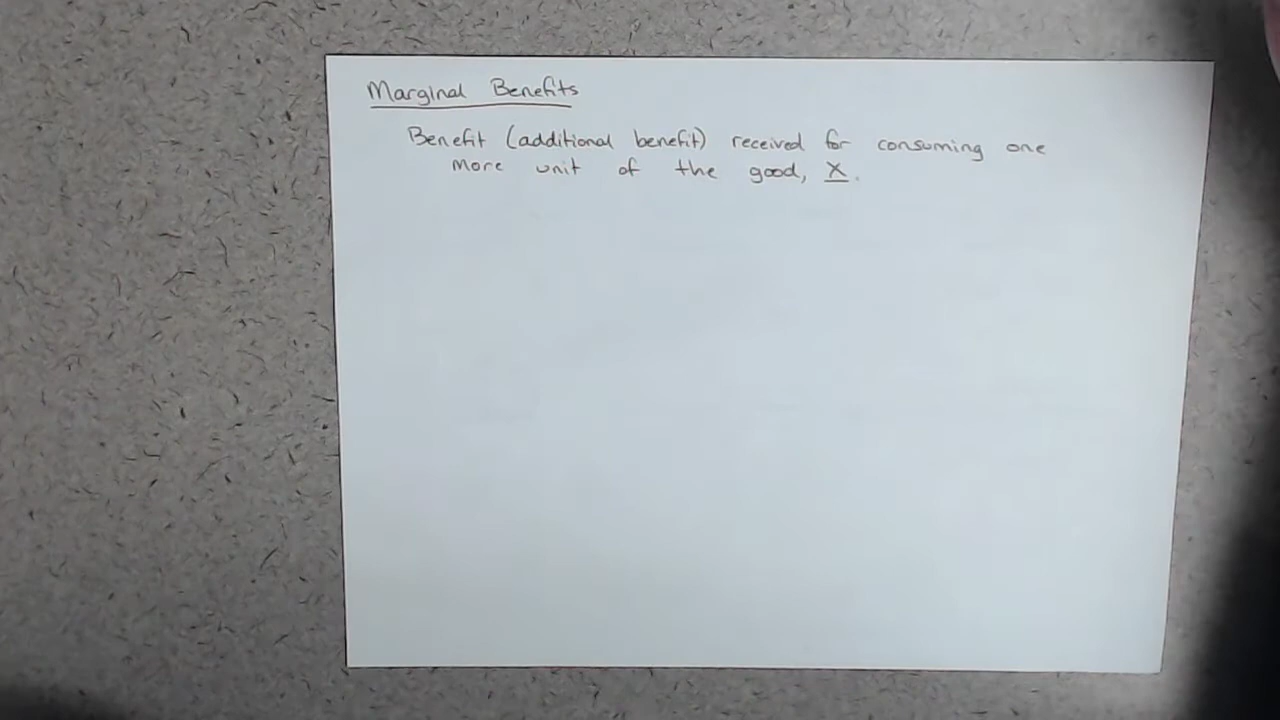 Marginal Benefits
Benefit (additional benefit) received for consuming one
more unit of the good, X.